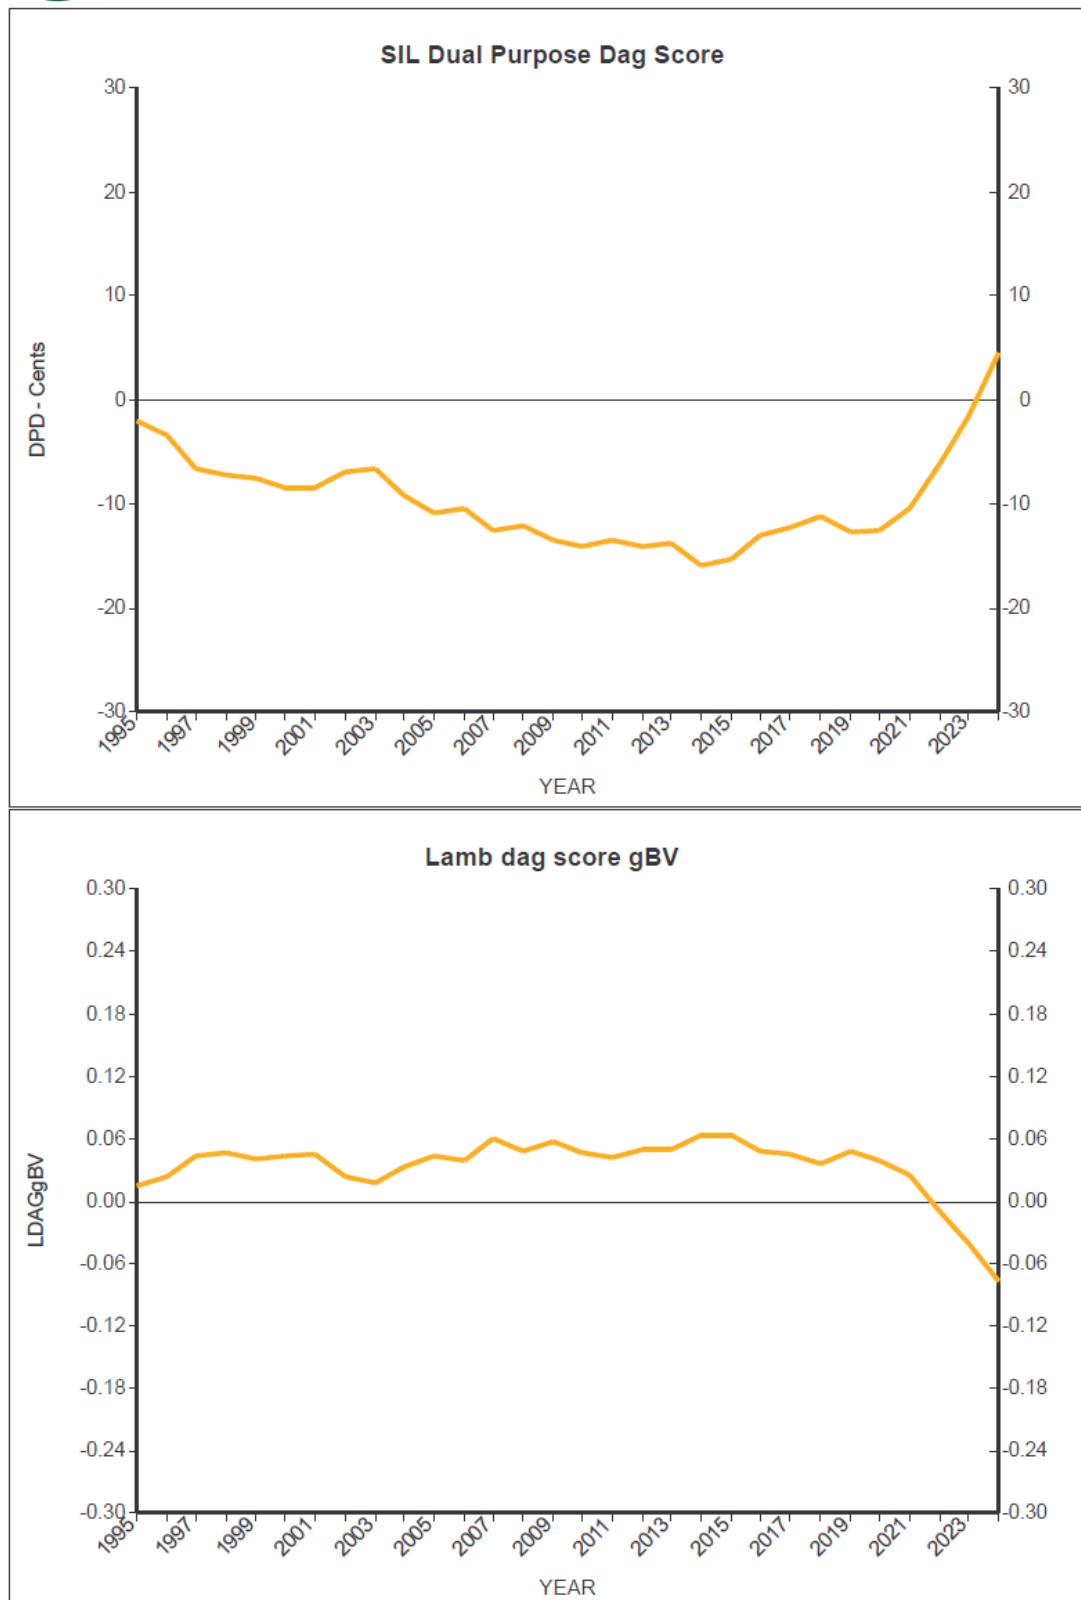 SIL Dual Purpose Dag Score
30 30
20 20
10 10
0 0
-10 -10
-20 -20
-30 -30
DPD - Cents
1995 1997 1999 2001 2003 2005 2007 2009 2011 2013 2015 2017 2019 2021 2023
YEAR
Lamb dag score gBV
0.30 0.30
0.24 0.24
0.18 0.18
0.12 0.12
0.06 0.06
0.00 0.00
-0.06 -0.06
-0.12 -0.12
-0.18 -0.18
-0.24 -0.24
-0.30 -0.30
LDAGgBV
1995 1997 1999 2001 2003 2005 2007 2009 2011 2013 2015 2017 2019 2021 2023
YEAR